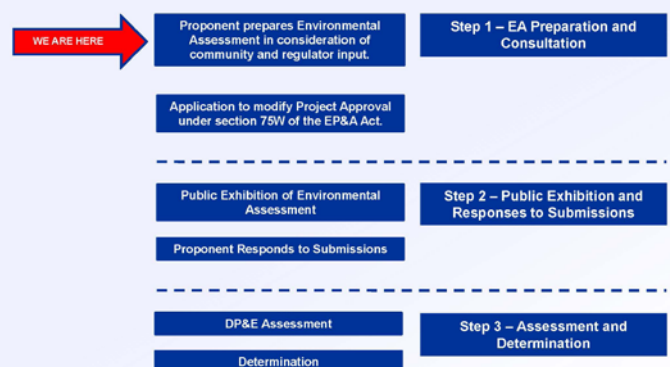 WE ARE HERE
Proponent prepares Environmental
Assessment in consideration of
community and regulator input.
Step 1 – EA Preparation and
Consultation
Application to modify Project Approval
under section 75W of the EP&A Act.
Public Exhibition of Environmental
Assessment
Step 2 – Public Exhibition and
Responses to Submissions
Proponent Responds to Submissions
DP&E Assessment
Step 3 – Assessment and
Determination
Determination